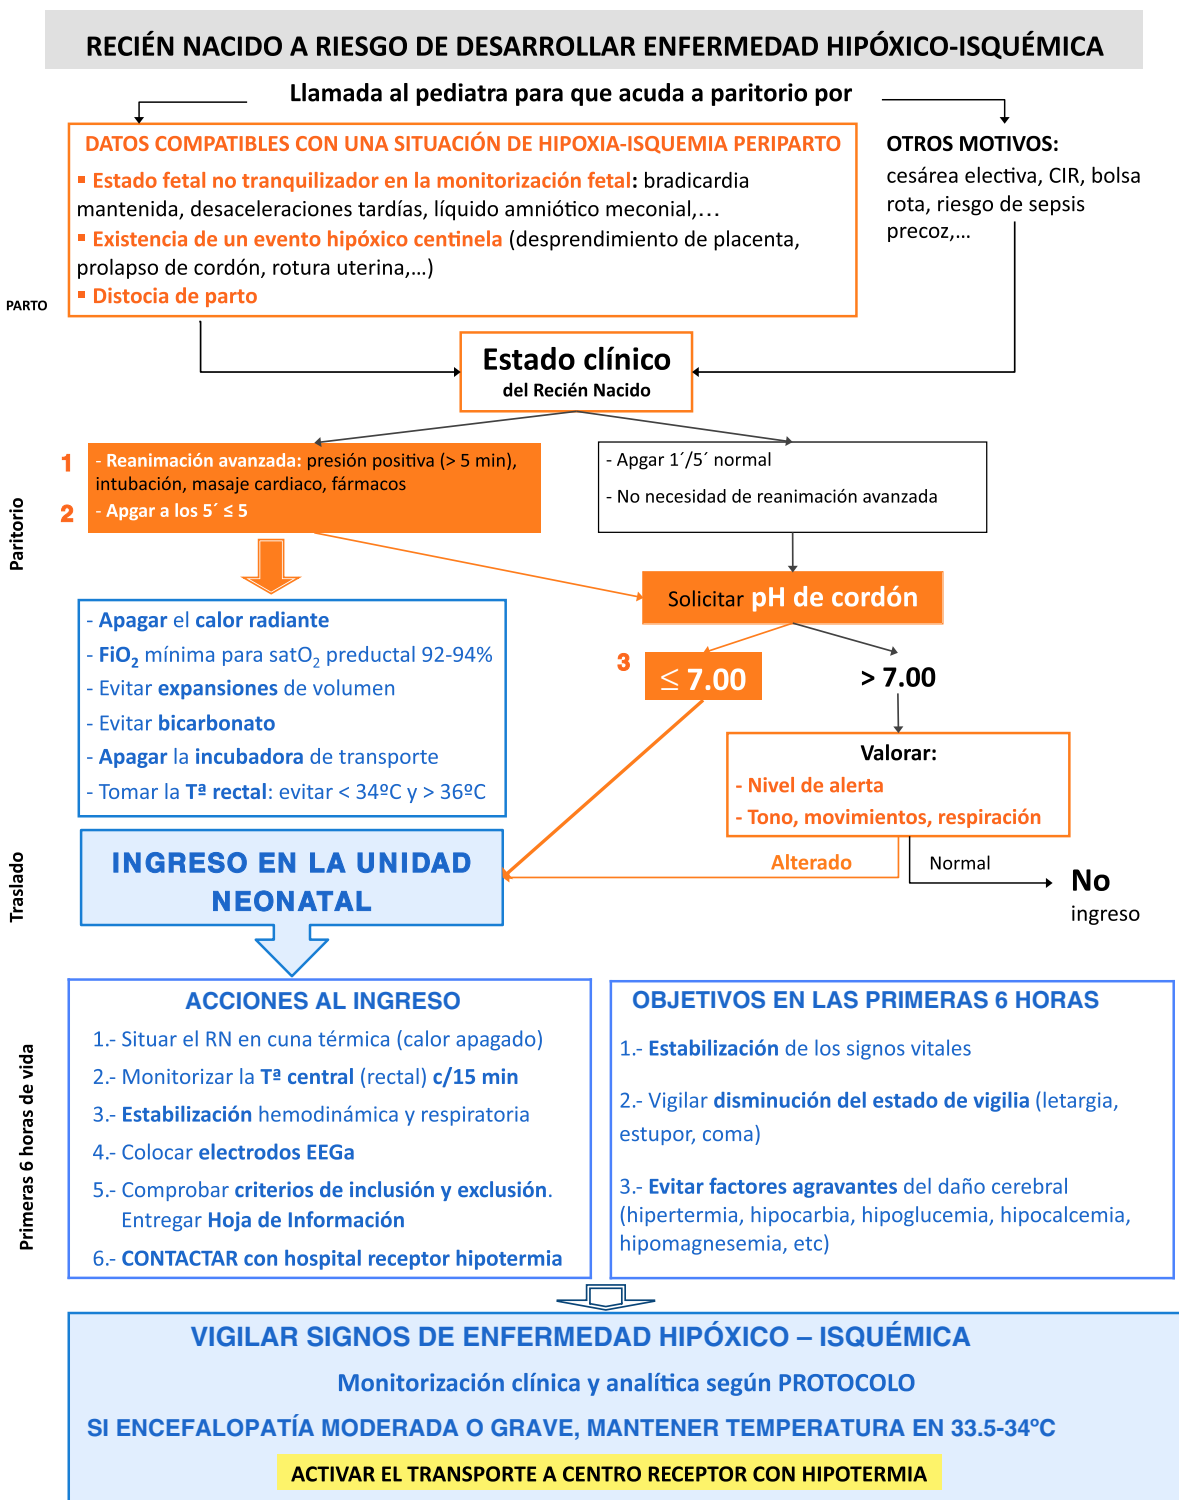 RECIÉN NACIDO A RIESGO DE DESARROLLAR ENFERMEDAD HIPÓXICO-ISQUÉMICA
Llamada al pediatra para que acuda a paritorio por
DATOS COMPATIBLES CON UNA SITUACIÓN DE HIPOXIA-ISQUEMIA PERIPARTO
▪ Estado fetal no tranquilizador en la monitorización fetal: bradicardia
mantenida, desaceleraciones tardías, líquido amniótico meconial,…
▪ Existencia de un evento hipóxico centinela (desprendimiento de placenta,
prolapso de cordón, rotura uterina,…)
▪ Distocia de parto
OTROS MOTIVOS:
cesárea electiva, CIR, bolsa
rota, riesgo de sepsis
precoz,…
PARTO
Estado clínico
del Recién Nacido
Paritorio
1
- Reanimación avanzada: presión positiva (> 5 min),
intubación, masaje cardiaco, fármacos
2
- Apgar a los 5´ ≤ 5
- Apgar 1´/5´ normal
- No necesidad de reanimación avanzada
Solicitar pH de cordón
3
≤ 7.00
> 7.00
- Apagar el calor radiante
- FiO2 mínima para satO2 preductal 92-94%
- Evitar expansiones de volumen
- Evitar bicarbonato
- Apagar la incubadora de transporte
- Tomar la Tª rectal: evitar < 34ºC y > 36ºC
Valorar:
- Nivel de alerta
- Tono, movimientos, respiración
Alterado
Normal
No
ingreso
Traslado
INGRESO EN LA UNIDAD
NEONATAL
Primeras 6 horas de vida
ACCIONES AL INGRESO
1.- Situar el RN en cuna térmica (calor apagado)
2.- Monitorizar la Tª central (rectal) c/15 min
3.- Estabilización hemodinámica y respiratoria
4.- Colocar electrodos EEGa
5.- Comprobar criterios de inclusión y exclusión.
Entregar Hoja de Información
6.- CONTACTAR con hospital receptor hipotermia
OBJETIVOS EN LAS PRIMERAS 6 HORAS
1.- Estabilización de los signos vitales
2.- Vigilar disminución del estado de vigilia (letargia,
estupor, coma)
3.- Evitar factores agravantes del daño cerebral
(hipertermia, hipocarbia, hipoglucemia, hipocalcemia,
hipomagnesemia, etc)
VIGILAR SIGNOS DE ENFERMEDAD HIPÓXICO – ISQUÉMICA
Monitorización clínica y analítica según PROTOCOLO
SI ENCEFALOPATÍA MODERADA O GRAVE, MANTENER TEMPERATURA EN 33.5-34ºC
ACTIVAR EL TRANSPORTE A CENTRO RECEPTOR CON HIPOTERMIA